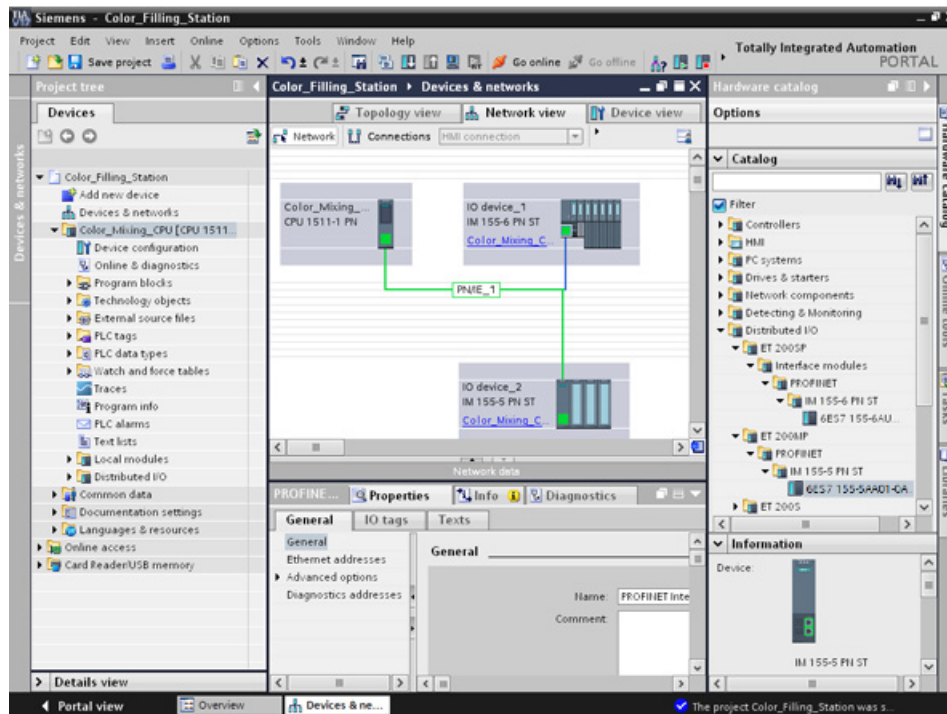 Siemens - Color_Filling_Station
Project Edit View Insert Online Options Tools Window Help
Totally Integrated Automation
PORTAL
Save project
Go online
Go offline
Project tree
Devices
Devices & networks
Color_Filling_Station
Add new device
Devices & networks
Color_Mixing_CPU [CPU 1511...
Device configuration
Online & diagnostics
Program blocks
Technology objects
External source files
PLC tags
PLC data types
Watch and force tables
Traces
Program info
PLC alarms
Text lists
Local modules
Distributed I/O
Common data
Documentation settings
Languages & resources
Online access
Card Reader/USB memory
Details view
Color_Filling_Station Devices & networks
Topology view
Network view
Device view
Network
Connections
HMI connection
Color_Mixing_...
CPU 1511-1 PN
IO device_1
IM 155-6 PN ST
Color_Mixing_C...
PN/IE_1
IO device_2
IM 155-5 PN ST
Color_Mixing_C...
Network data
PROFINE...
Properties
Info
Diagnostics
General
IO tags
Texts
General
Ethernet addresses
Advanced options
Diagnostics addresses
General
Name: PROFINET Inte
Comment:
Hardware catalog
Options
Catalog
Filter
Controllers
HMI
PC systems
Drives & starters
Network components
Detecting & Monitoring
Distributed I/O
ET 200SP
Interface modules
PROFINET
IM 155-6 PN ST
6ES7 155-6AU...
ET 200MP
PROFINET
IM 155-5 PN ST
6ES7 155-5AA01-0A
ET 200S
Information
Device:
IM 155-5 PN ST
Hardware catalog
Online tools
Tasks
Libraries
Portal view
Overview
Devices & ne...
The project Color_Filling_Station was s...